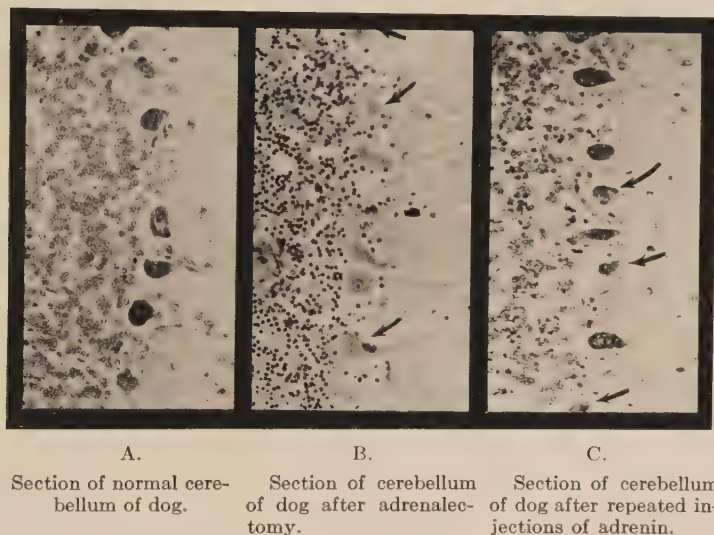 A.
Section of normal cere-
bellum of dog.
B.
Section of cerebellum
of dog after adrenalec-
tomy.
C.
Section of cerebellum
of dog after repeated in-
jections of adrenin.